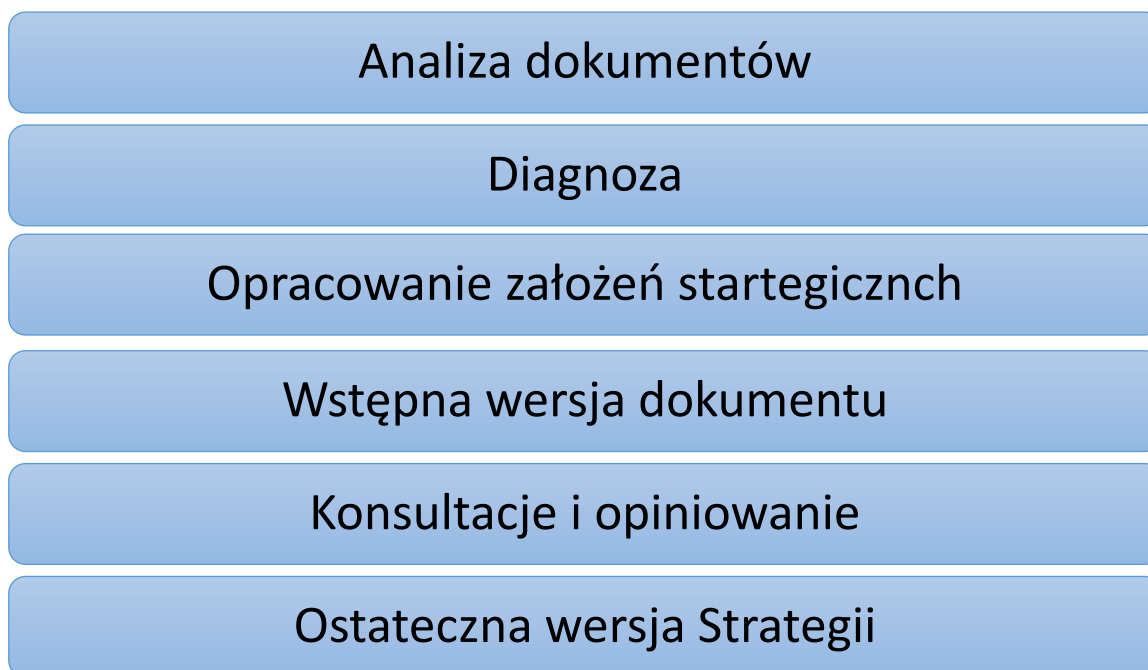 Analiza dokumentów
Diagnoza
Opracowanie założeń startegicznch
Wstępna wersja dokumentu
Konsultacje i opiniowanie
Ostateczna wersja Strategii